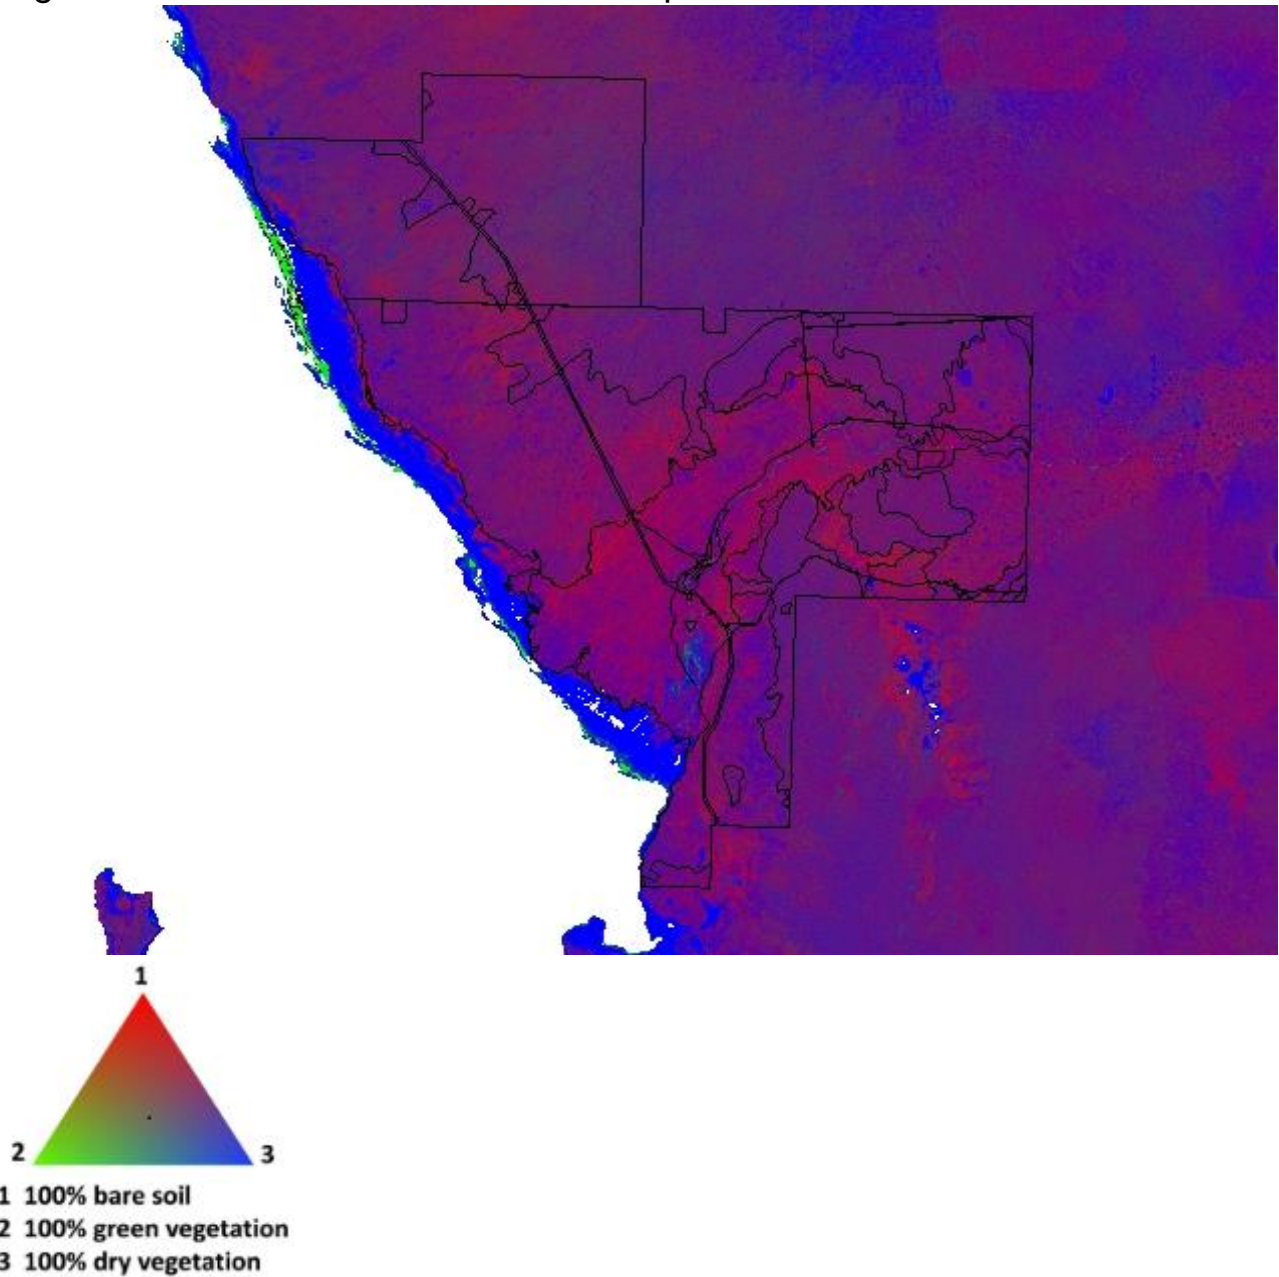 1
2
3
1 100% bare soil
2 100% green vegetation
3 100% dry vegetation